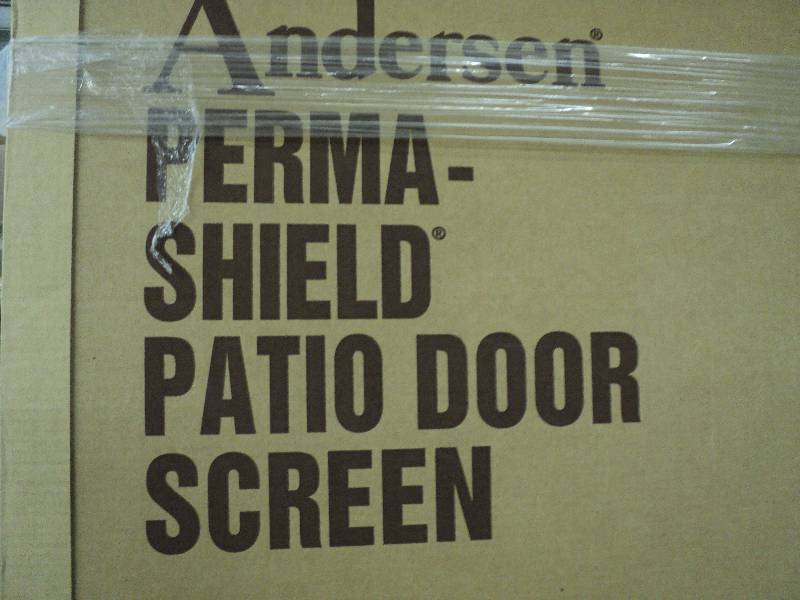 Andersen®
PERMA-
SHIELD®
PATIO DOOR
SCREEN